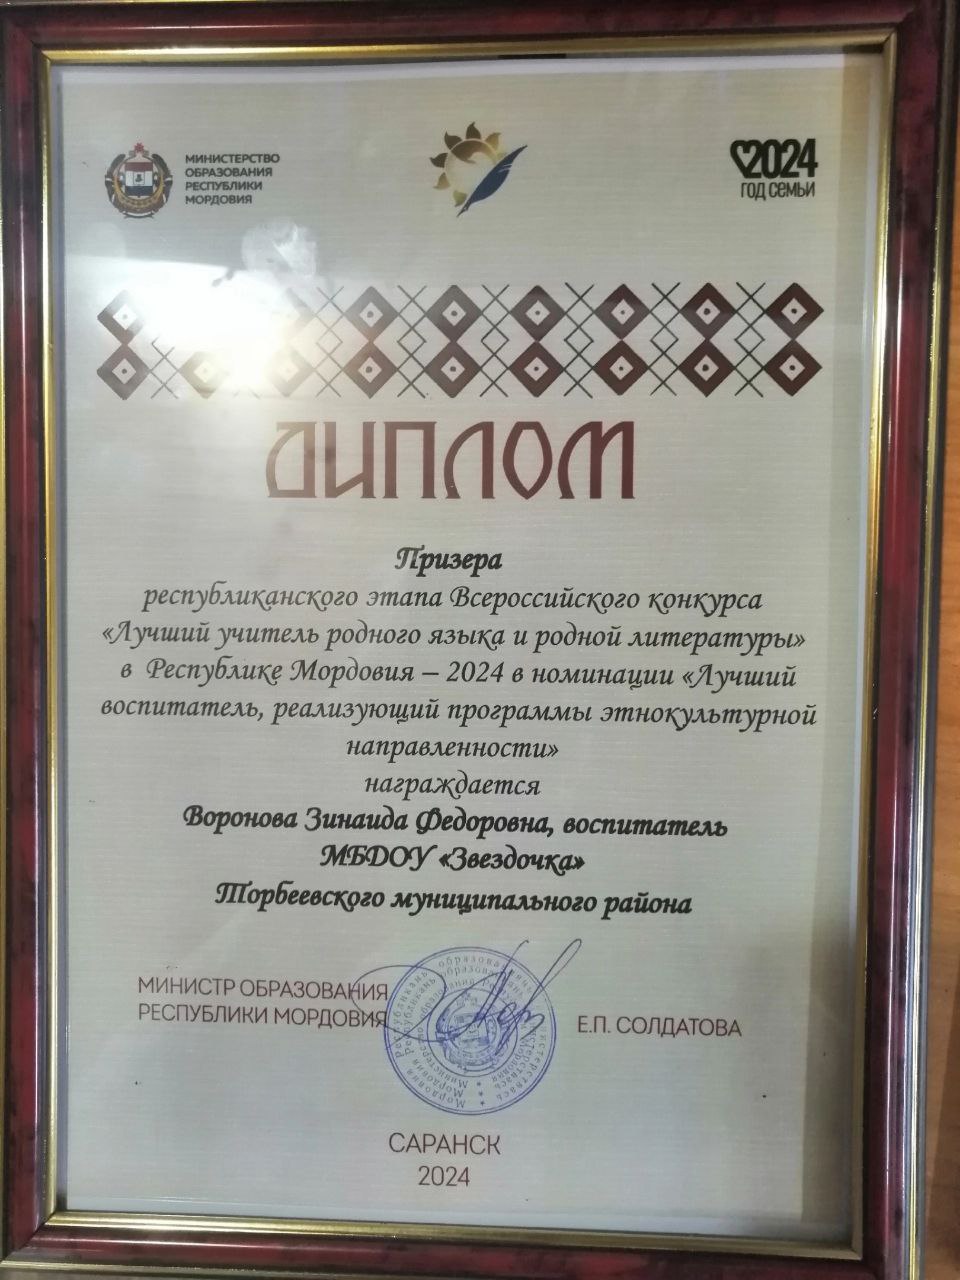 МИНИСТЕРСТВО
ОБРАЗОВАНИЯ
РЕСПУБЛИКИ
МОРДОВИЯ
2024
ГОД СЕМЬИ
ДИПЛОМ
Призера
республиканского этапа Всероссийского конкурса
«Лучший учитель родного языка и родной литературы»
в Республике Мордовия – 2024 в номинации «Лучший
воспитатель, реализующий программы этнокультурной
направленности»
награждается
Воронова Зинаида Федоровна, воспитатель
МБДОУ «Звездочка»
Торбеевского муниципального района
МИНИСТР ОБРАЗОВАНИЯ
РЕСПУБЛИКИ МОРДОВИЯ
Е.П. СОЛДАТОВА
САРАНСК
2024